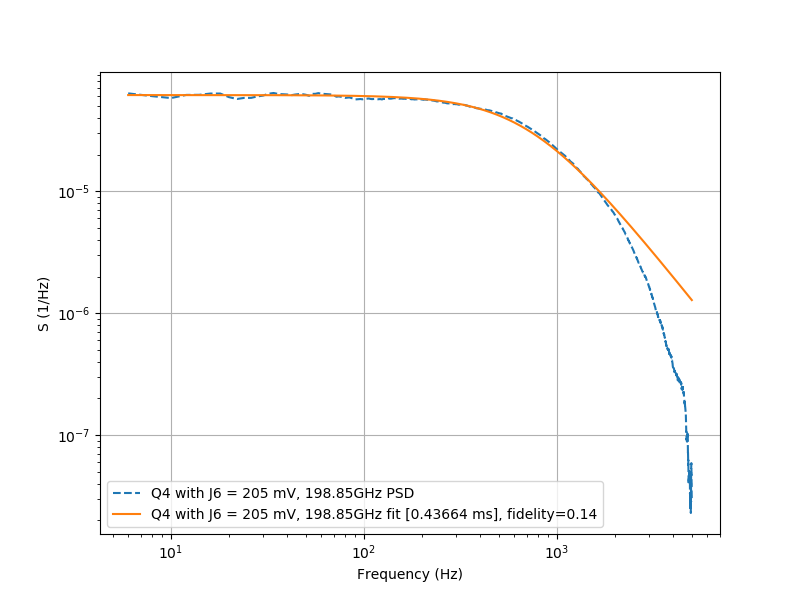 S (1/Hz)
10⁻⁵
10⁻⁶
10⁻⁷
Q4 with J6 = 205 mV, 198.85GHz PSD
Q4 with J6 = 205 mV, 198.85GHz fit [0.43664 ms], fidelity=0.14
10¹ 10² 10³
Frequency (Hz)